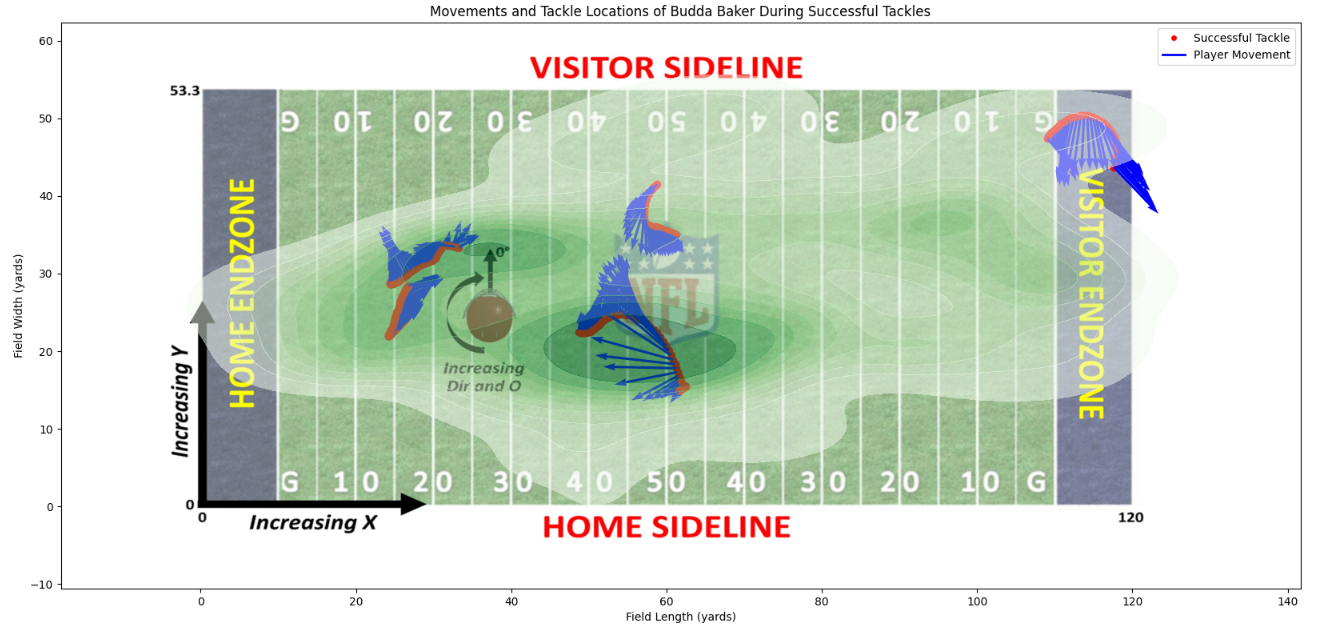 Movements and Tackle Locations of Budda Baker During Successful Tackles
Successful Tackle
Player Movement
VISITOR SIDELINE
53.3
G 10 20 30 40 50 40 30 20 10 G
HOME ENDZONE
VISITOR ENDZONE
NFL
0°
Increasing
Dir and O
Increasing Y
G 10 20 30 40 50 40 30 20 10 G
0
0
Increasing X
HOME SIDELINE
120
60
50
40
30
20
10
0
−10
Field Width (yards)
0 20 40 60 80 100 120 140
Field Length (yards)